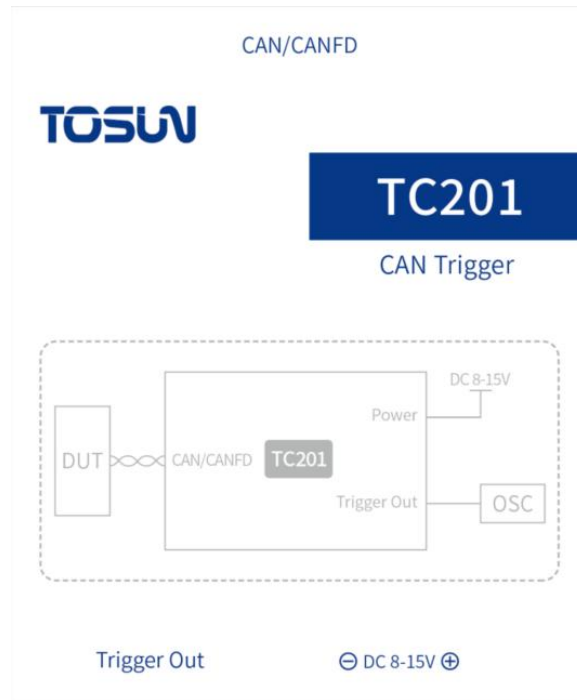 CAN/CANFD
TOSUN
TC201
CAN Trigger
DC 8-15V
Power
DUT
CAN/CANFD
TC201
Trigger Out
OSC
Trigger Out
⊖ DC 8-15V ⊕